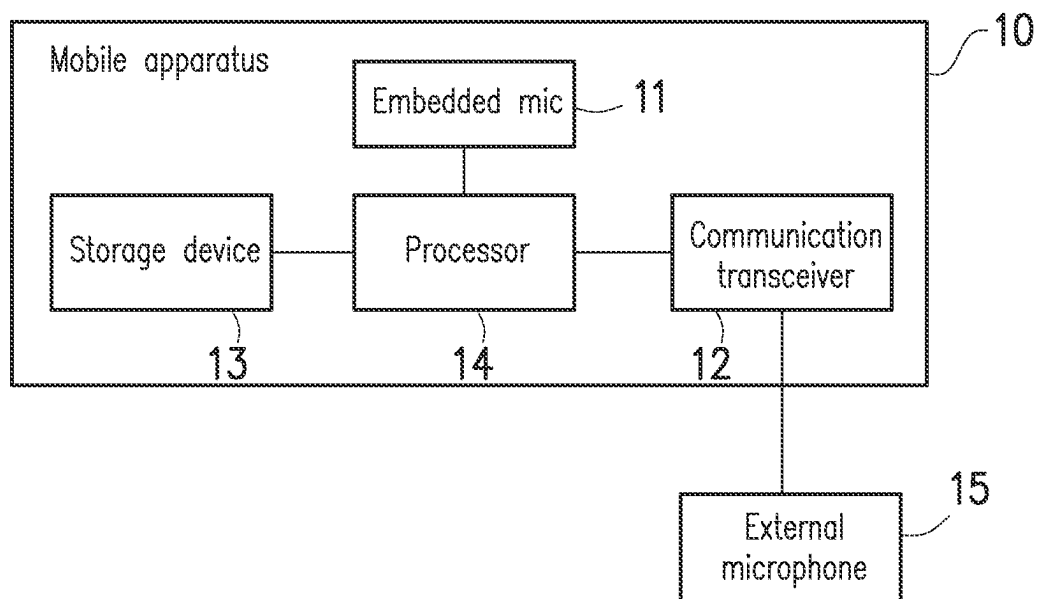 10
Mobile apparatus
Embedded mic
11
Storage device
Processor
Communication
transceiver
13
14
12
15
External
microphone